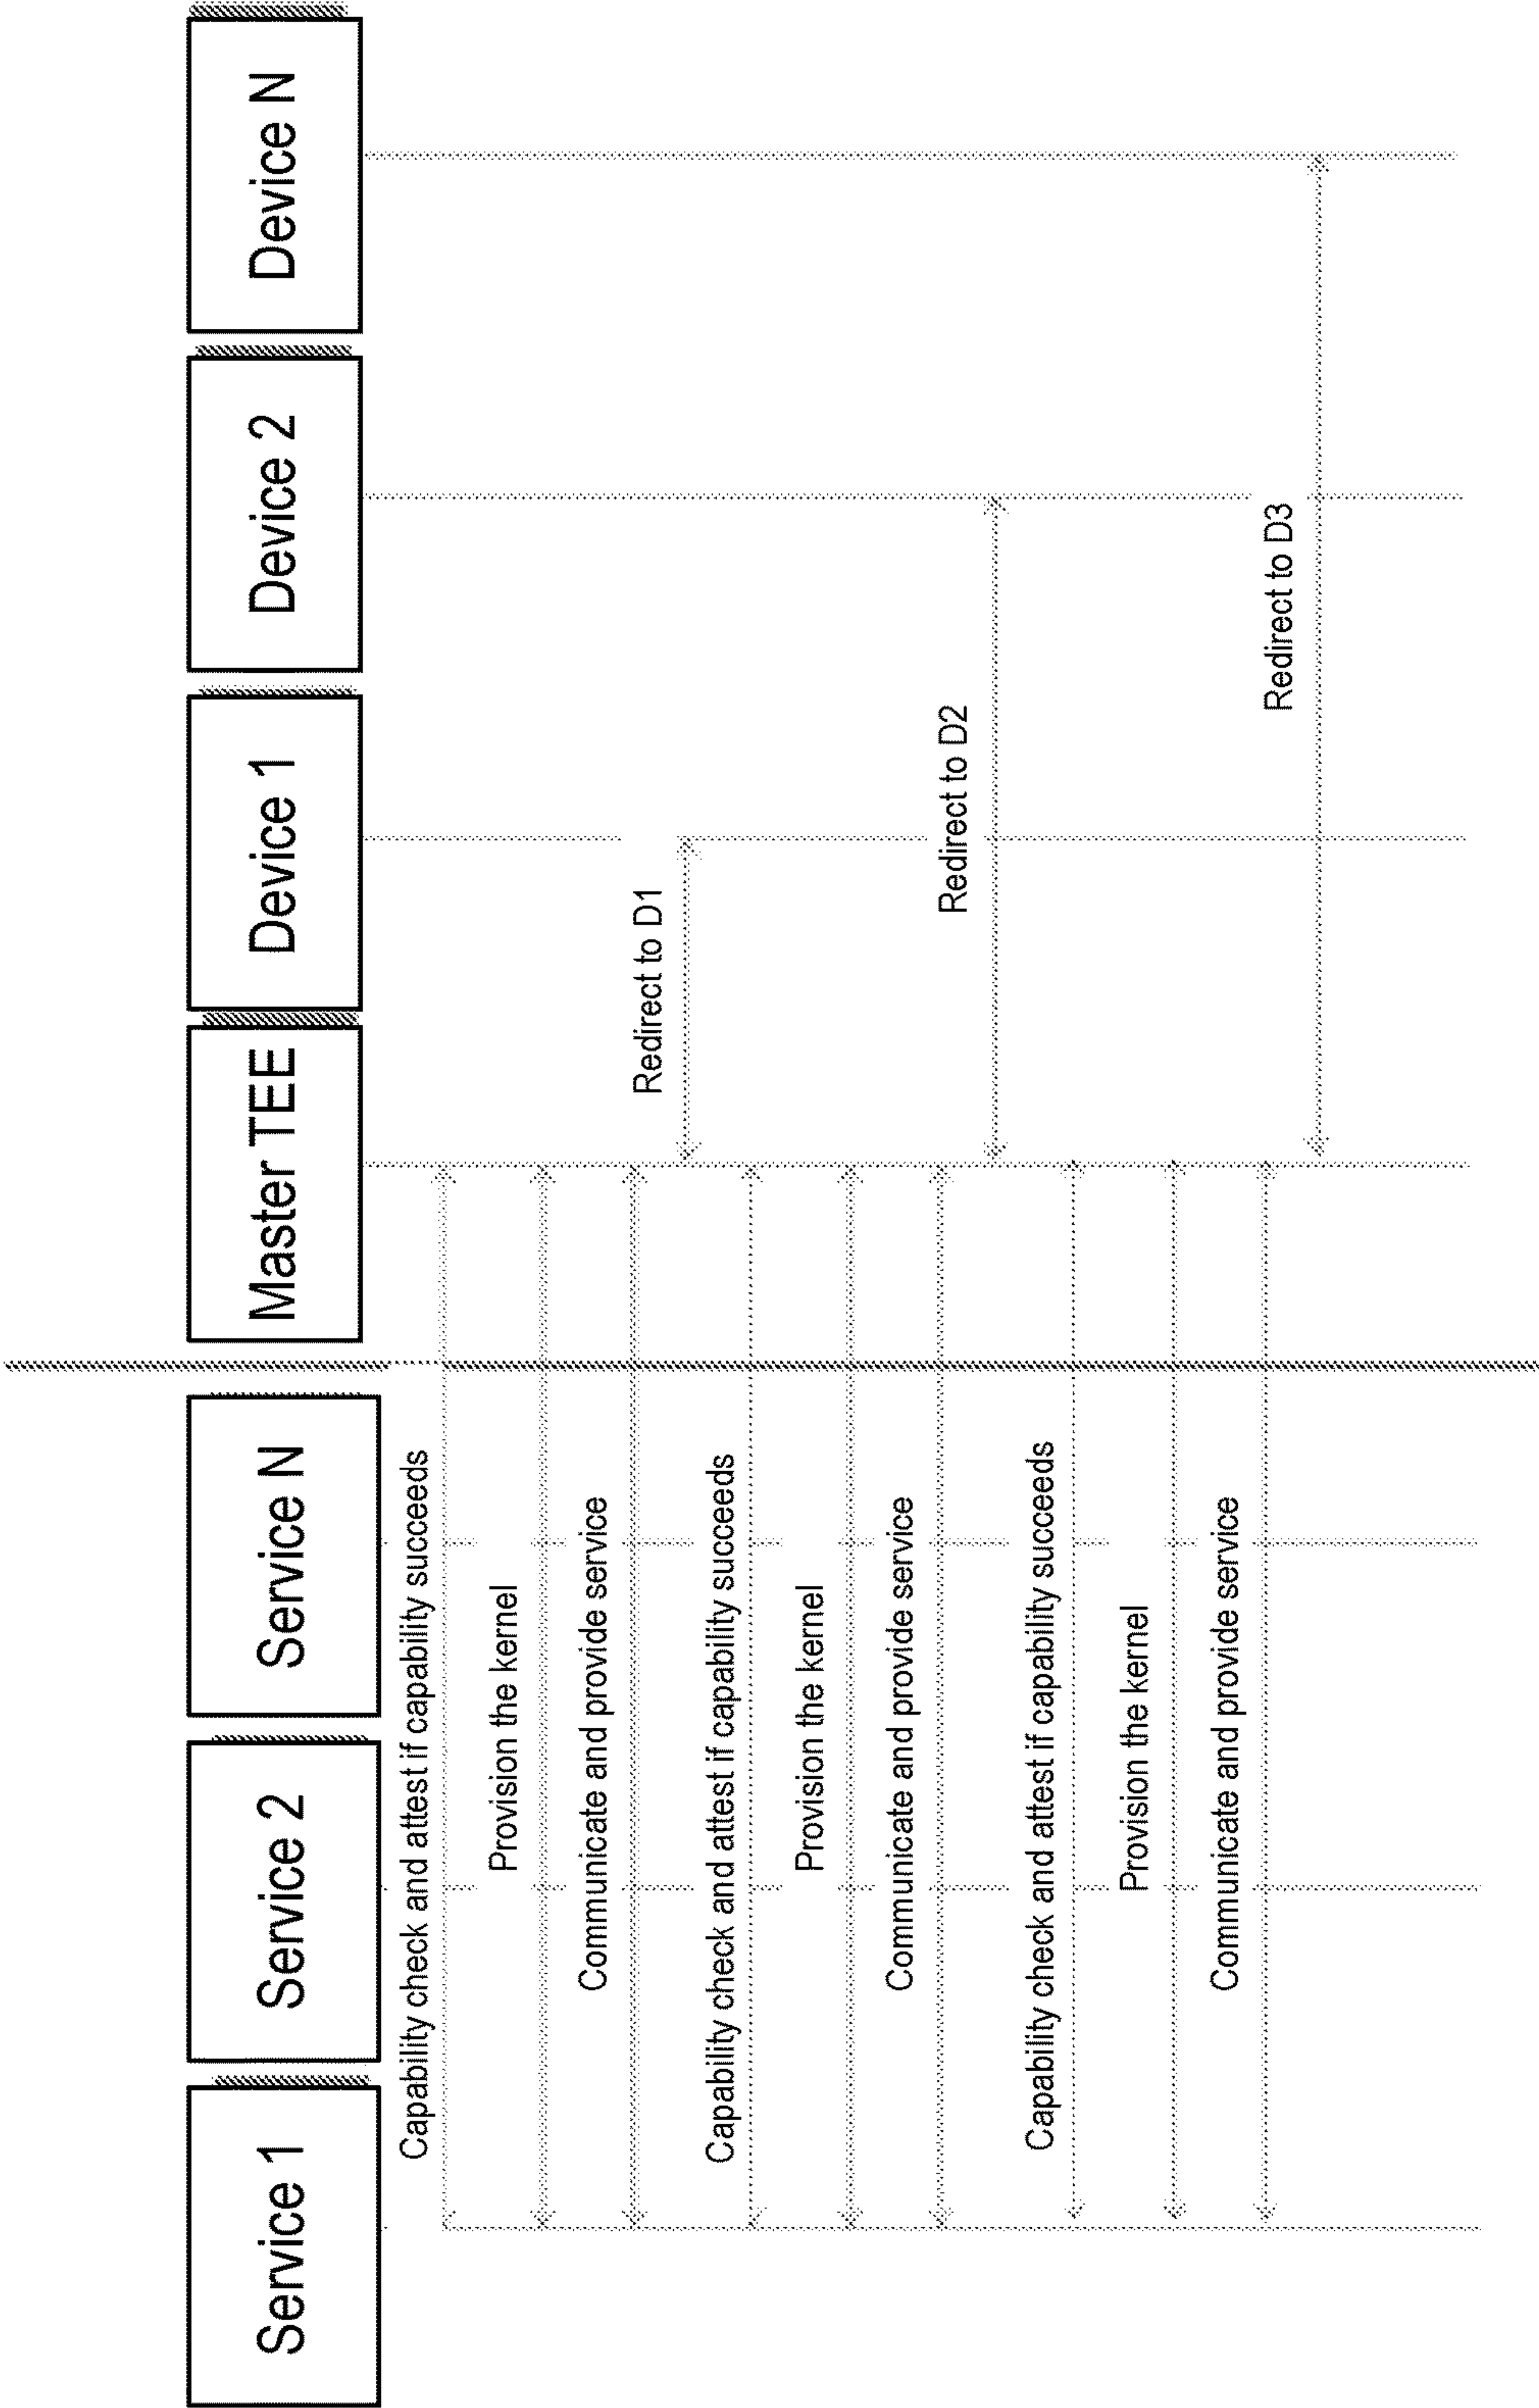 Service 1
Service 2
Service N
Master TEE
Device 1
Device 2
Device N
Capability check and attest if capability succeeds
Provision the kernel
Communicate and provide service
Redirect to D1
Capability check and attest if capability succeeds
Provision the kernel
Communicate and provide service
Redirect to D2
Capability check and attest if capability succeeds
Provision the kernel
Communicate and provide service
Redirect to D3